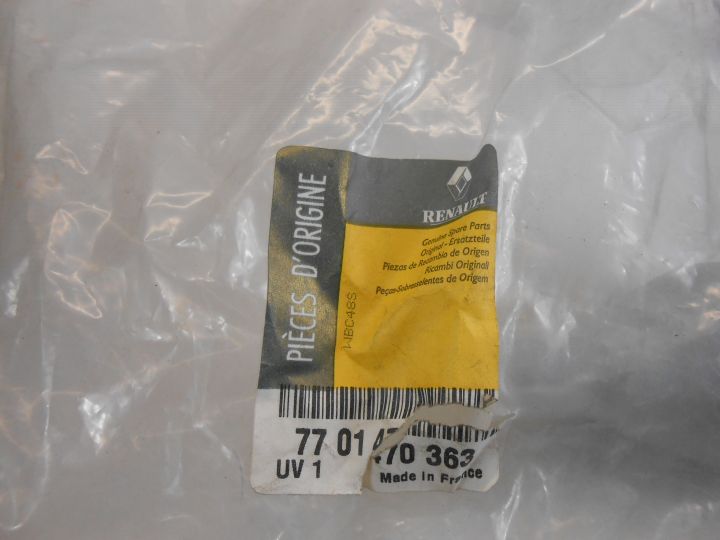 PIÈCES D'ORIGINE
RENAULT
Genuine Spare Parts
Original - Ersatzteile
Piezas de Recambio de Origen
Ricambi Originali
Peças-Sobresselentes de Origem
77 01 470 363
UV 1
Made in France